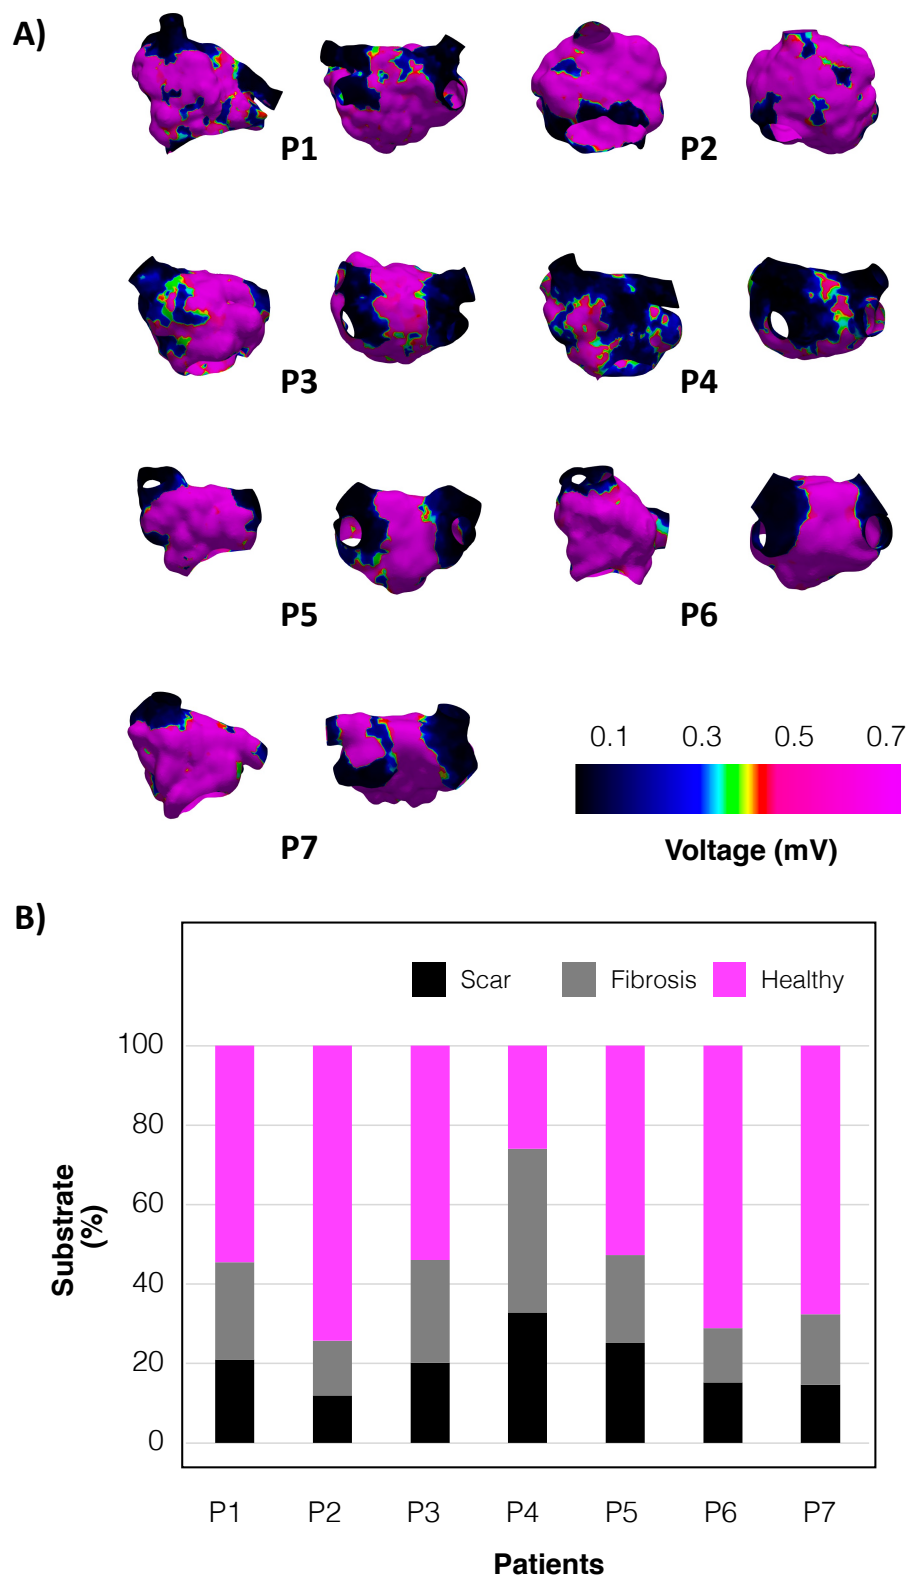 A)
P1
P2
P3
P4
P5
P6
P7
0.1 0.3 0.5 0.7
Voltage (mV)
B)
Scar Fibrosis Healthy
100
80
60
40
20
0
Substrate
(%)
P1 P2 P3 P4 P5 P6 P7
Patients